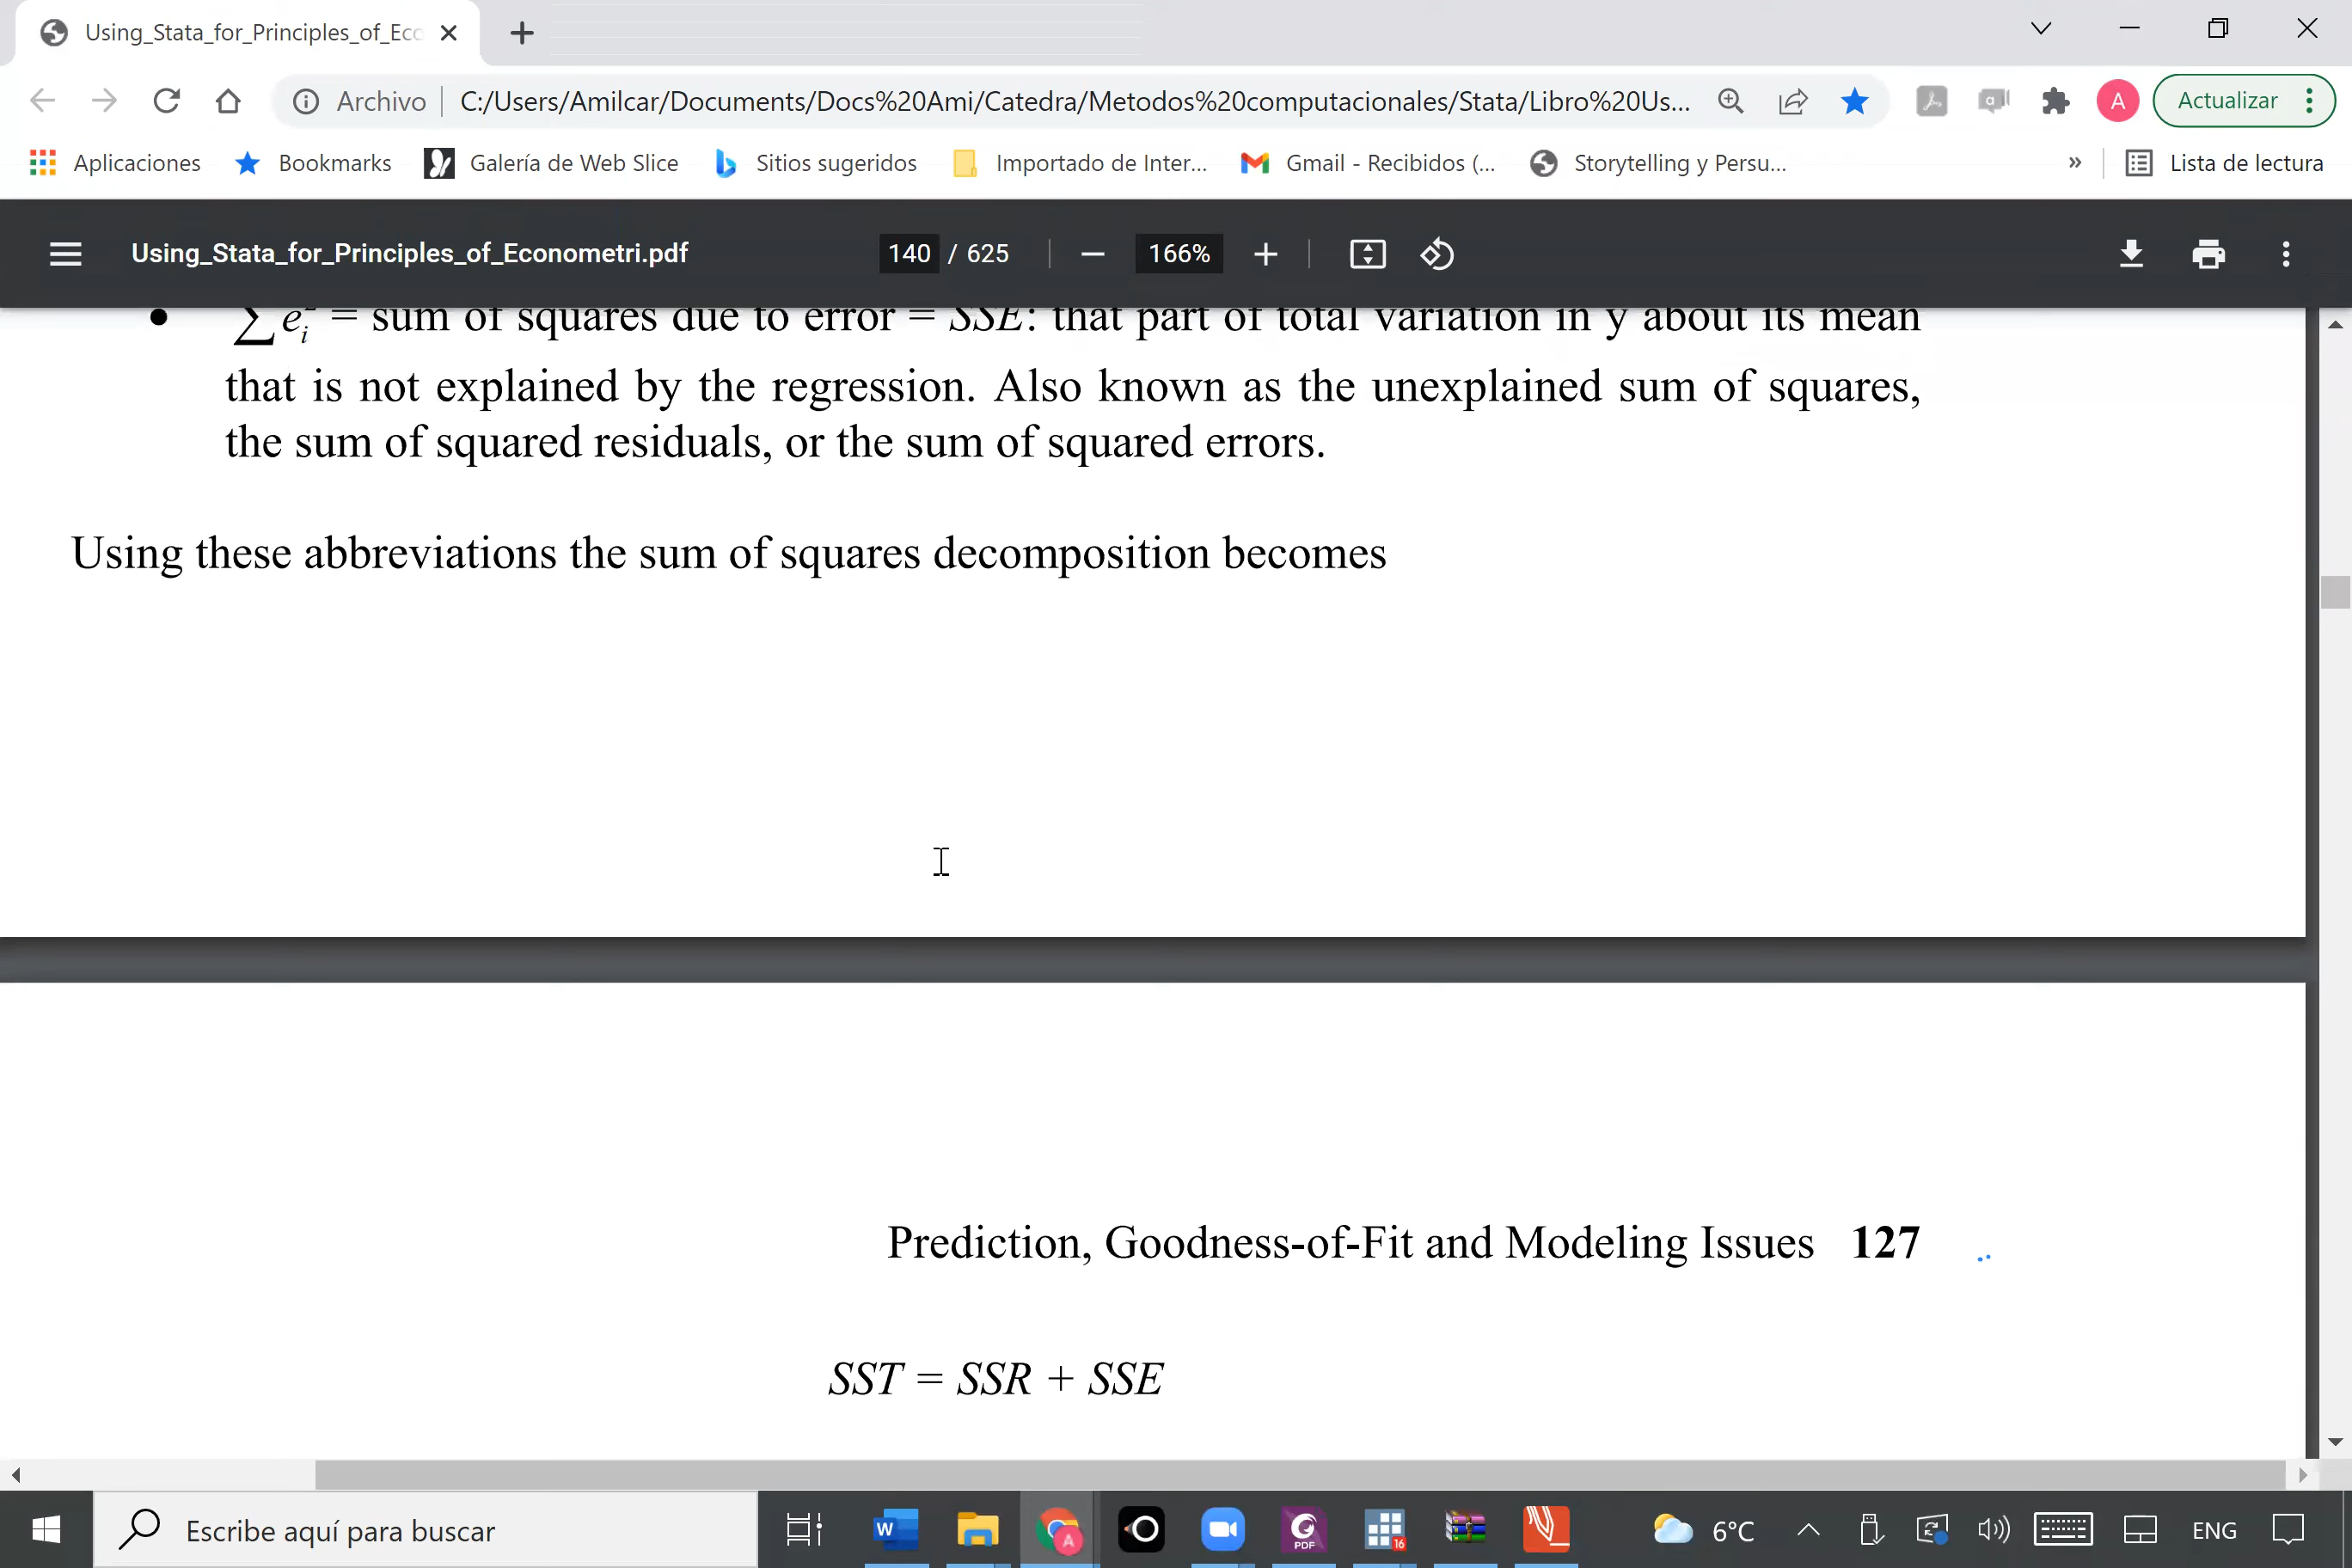 Using_Stata_for_Principles_of_Eco
Archivo C:/Users/Amilcar/Documents/Docs%20Ami/Catedra/Metodos%20computacionales/Stata/Libro%20Us... A Actualizar
Aplicaciones Bookmarks Galería de Web Slice Sitios sugeridos Importado de Inter... Gmail - Recibidos (... Storytelling y Persu... » Lista de lectura
Using_Stata_for_Principles_of_Econometri.pdf 140 / 625 — 166% +
• ∑eᵢ² = sum of squares due to error = SSE: that part of total variation in y about its mean
that is not explained by the regression. Also known as the unexplained sum of squares,
the sum of squared residuals, or the sum of squared errors.
Using these abbreviations the sum of squares decomposition becomes
Prediction, Goodness-of-Fit and Modeling Issues 127
SST = SSR + SSE
Escribe aquí para buscar W A PDF 16 6°C ENG